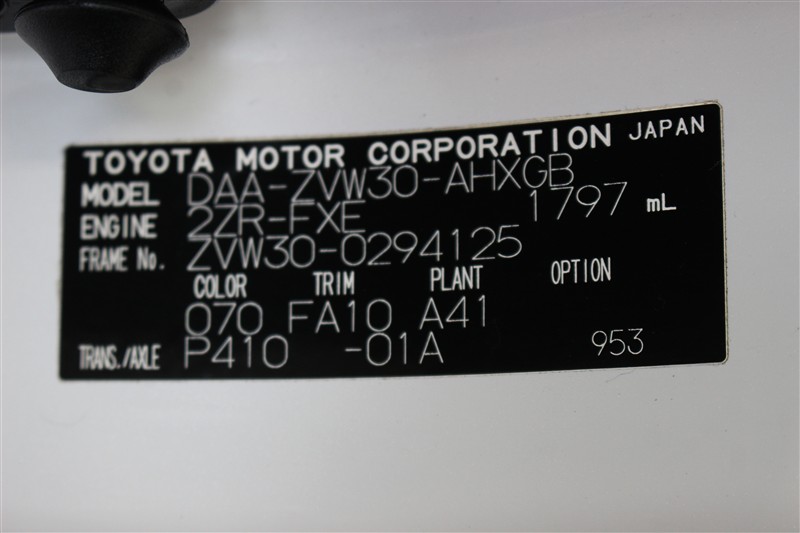 TOYOTA MOTOR CORPORATION JAPAN
MODEL DAA-ZVW30-AHXGB
ENGINE 2ZR-FXE 1797 mL
FRAME No. ZVW30-0294125
COLOR TRIM PLANT OPTION
070 FA10 A41
TRANS./AXLE P410 -01A 953